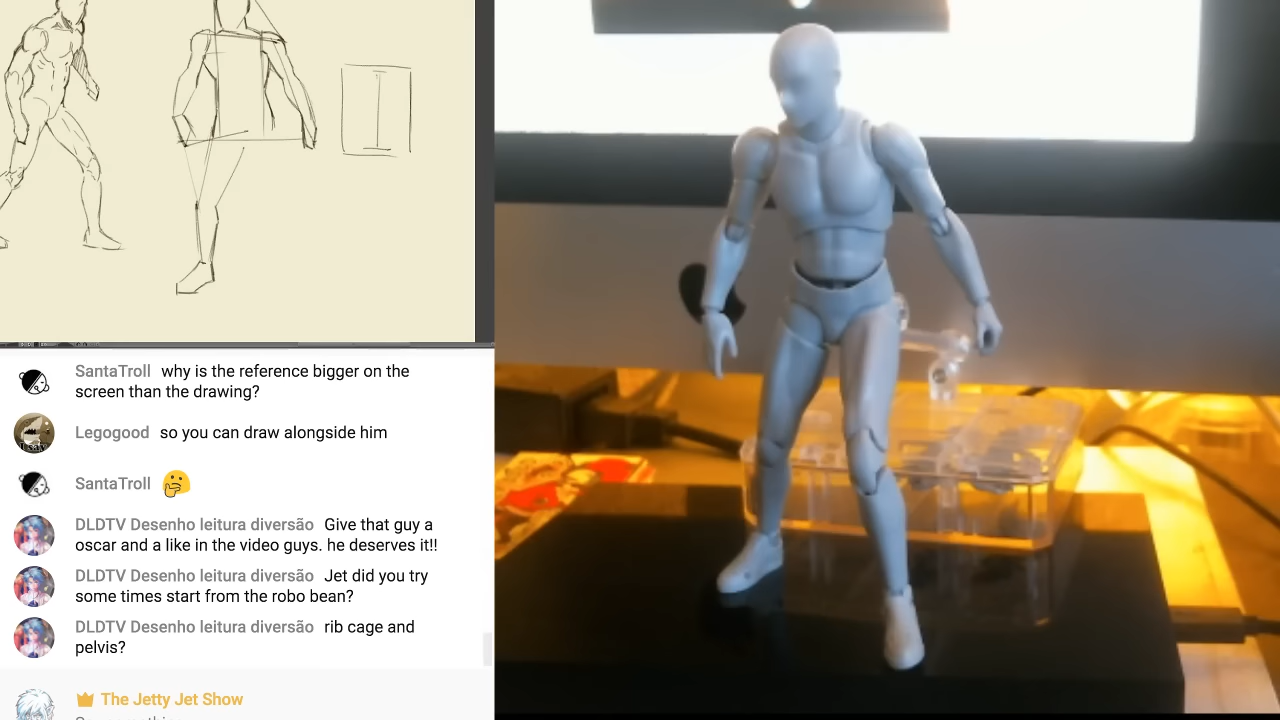 SantaTroll why is the reference bigger on the
screen than the drawing?
Legogood so you can draw alongside him
SantaTroll
DLDTV Desenho leitura diversão Give that guy a
oscar and a like in the video guys. he deserves it!!
DLDTV Desenho leitura diversão Jet did you try
some times start from the robo bean?
DLDTV Desenho leitura diversão rib cage and
pelvis?
The Jetty Jet Show